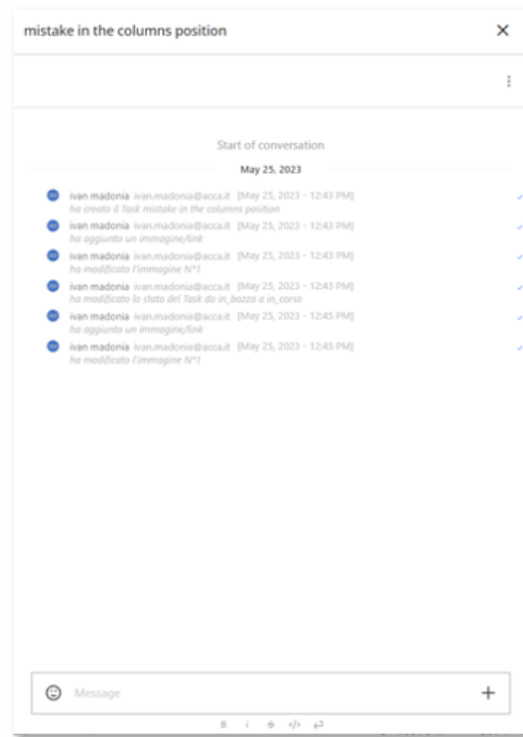 mistake in the columns position
Start of conversation
May 25, 2023
ivan madonia ivan.madonia@acca.it [May 25, 2023 - 12:43 PM]
ha creato il Task mistake in the columns position
ivan madonia ivan.madonia@acca.it [May 25, 2023 - 12:43 PM]
ha aggiunto un immagine/link
ivan madonia ivan.madonia@acca.it [May 25, 2023 - 12:43 PM]
ha modificato l'immagine N°1
ivan madonia ivan.madonia@acca.it [May 25, 2023 - 12:43 PM]
ha modificato lo stato del Task da in_bozza a in_corso
ivan madonia ivan.madonia@acca.it [May 25, 2023 - 12:45 PM]
ha aggiunto un immagine/link
ivan madonia ivan.madonia@acca.it [May 25, 2023 - 12:45 PM]
ha modificato l'immagine N°1
Message
B i S </>